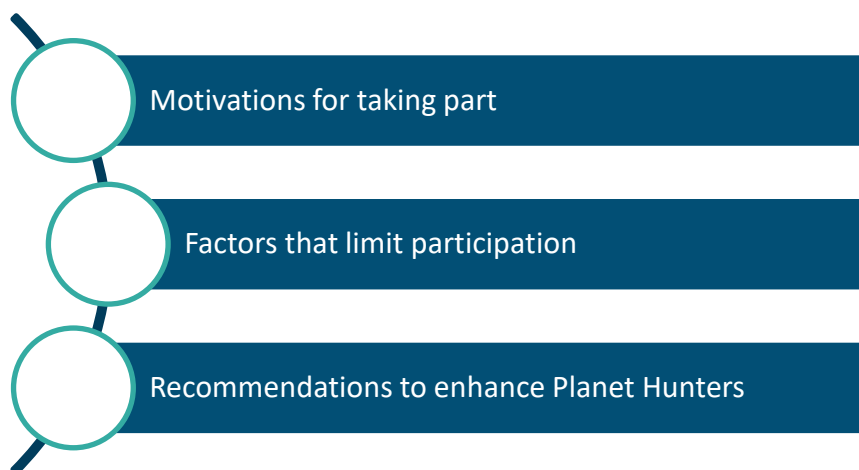 Motivations for taking part
Factors that limit participation
Recommendations to enhance Planet Hunters